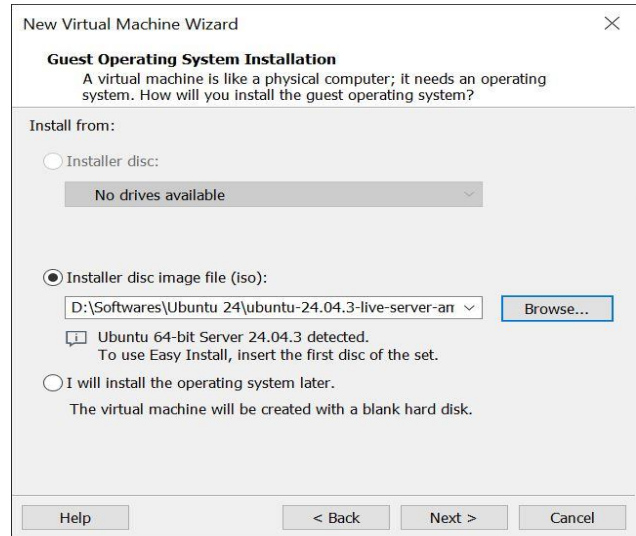 New Virtual Machine Wizard
Guest Operating System Installation
A virtual machine is like a physical computer; it needs an operating
system. How will you install the guest operating system?
Install from:
Installer disc:
No drives available
Installer disc image file (iso):
D:\Softwares\Ubuntu 24\ubuntu-24.04.3-live-server-am
Browse...
Ubuntu 64-bit Server 24.04.3 detected.
To use Easy Install, insert the first disc of the set.
I will install the operating system later.
The virtual machine will be created with a blank hard disk.
Help
< Back
Next >
Cancel